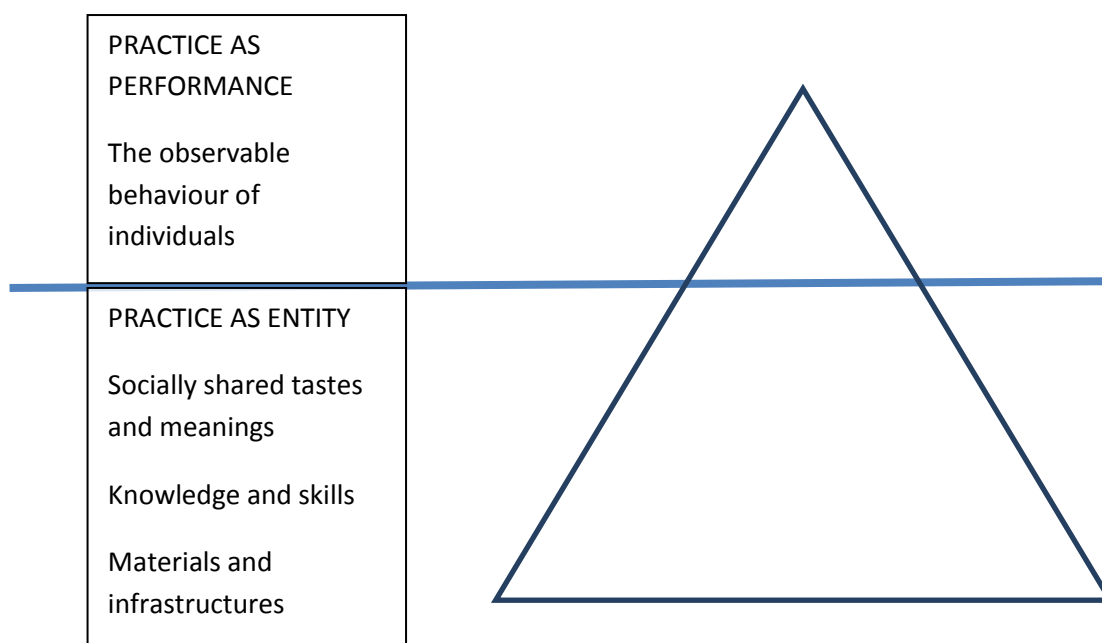 PRACTICE AS
PERFORMANCE
The observable
behaviour of
individuals
PRACTICE AS ENTITY
Socially shared tastes
and meanings
Knowledge and skills
Materials and
infrastructures